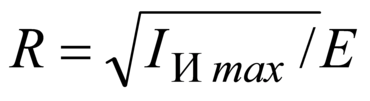 R = √I_И max / E